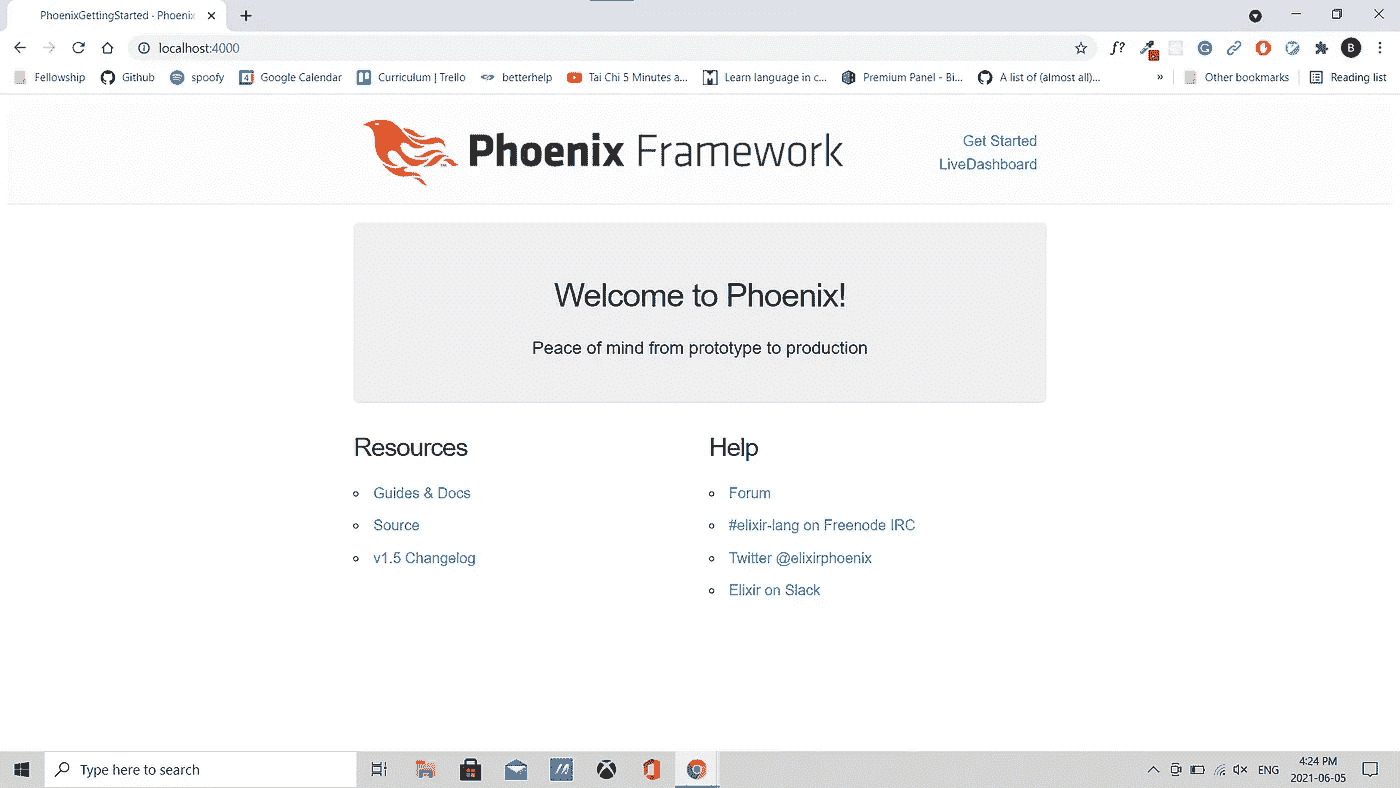 PhoenixGettingStarted · Phoenix
localhost:4000
f?
B
Fellowship Github spoofy Google Calendar Curriculum | Trello betterhelp Tai Chi 5 Minutes a... Learn language in c... Premium Panel - Bi... A list of (almost all)... » Other bookmarks Reading list
Phoenix Framework
Get Started
LiveDashboard
Welcome to Phoenix!
Peace of mind from prototype to production
Resources
Guides & Docs
Source
v1.5 Changelog
Help
Forum
#elixir-lang on Freenode IRC
Twitter @elixirphoenix
Elixir on Slack
Type here to search
ENG
4:24 PM
2021-06-05